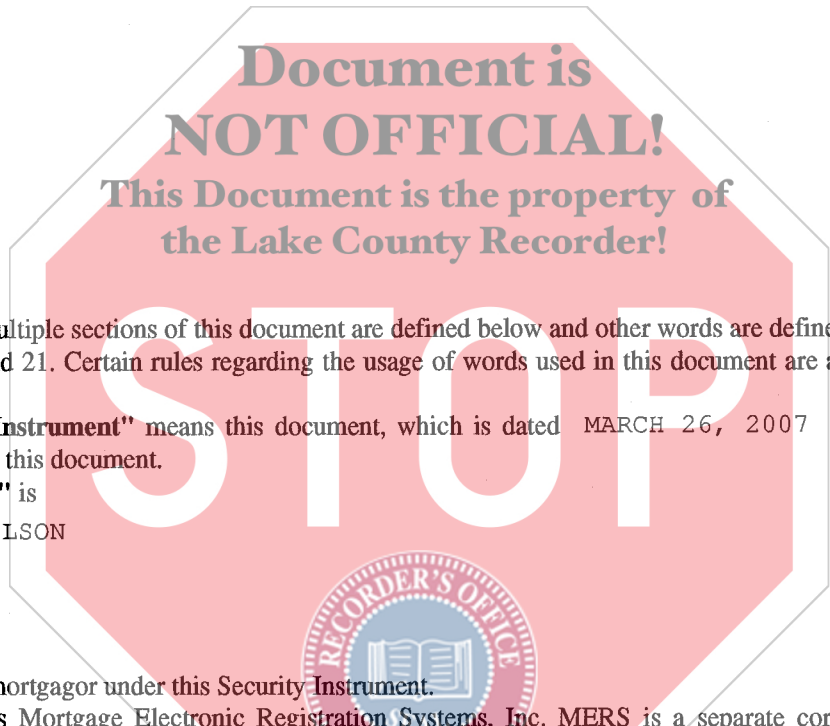 Document is
NOT OFFICIAL!
This Document is the property of
the Lake County Recorder!
ultiple sections of this document are defined below and other words are define
d 21. Certain rules regarding the usage of words used in this document are a
nstrument" means this document, which is dated MARCH 26, 2007
this document.
" is
LSON
STOP
RECORDER'S OFFICE
nortgagor under this Security Instrument.
s Mortgage Electronic Registration Systems, Inc. MERS is a separate cor